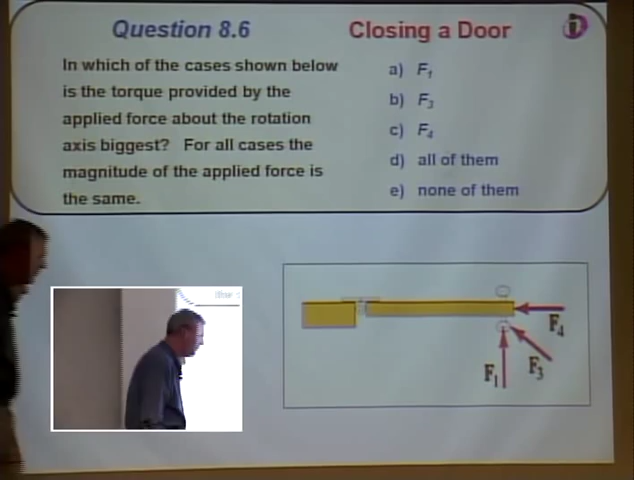 Question 8.6
Closing a Door
In which of the cases shown below
is the torque provided by the
applied force about the rotation
axis biggest? For all cases the
magnitude of the applied force is
the same.
a) F1
b) F3
c) F4
d) all of them
e) none of them
F4
F1
F3